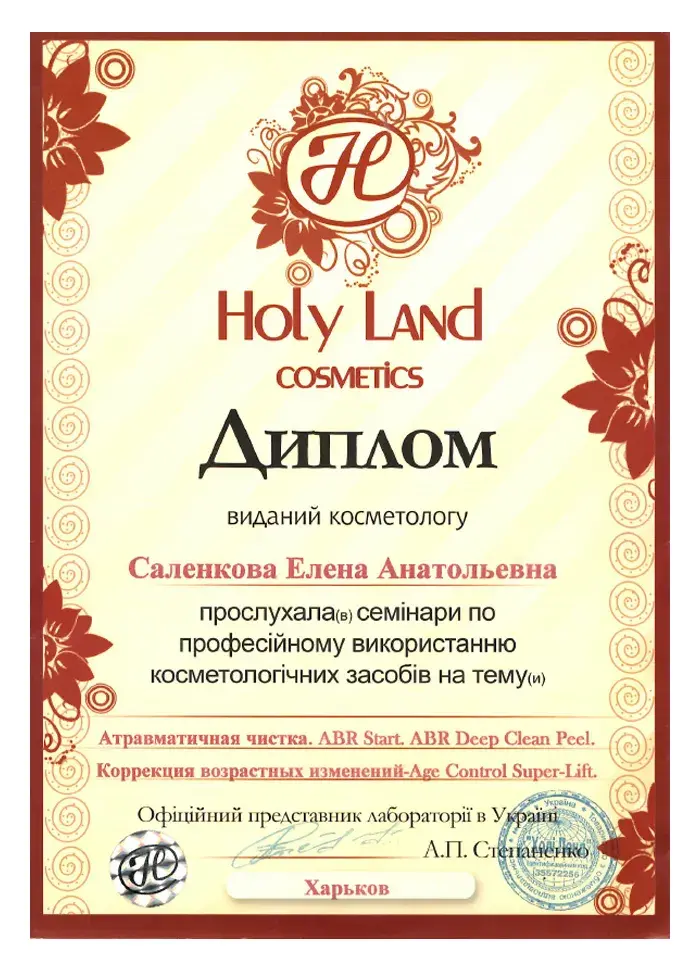 H
Holy Land
COSMETICS
Диплом
виданий косметологу
Саленкова Елена Анатольевна
прослухала(в) семінари по
професійному використанню
косметологічних засобів на тему(и)
Атравматичная чистка. ABR Start. ABR Deep Clean Peel.
Коррекция возрастных изменений-Age Control Super-Lift.
Офіційний представник лабораторії в Україні
А.П. Степаненко
Харьков
H
Україна
35572256